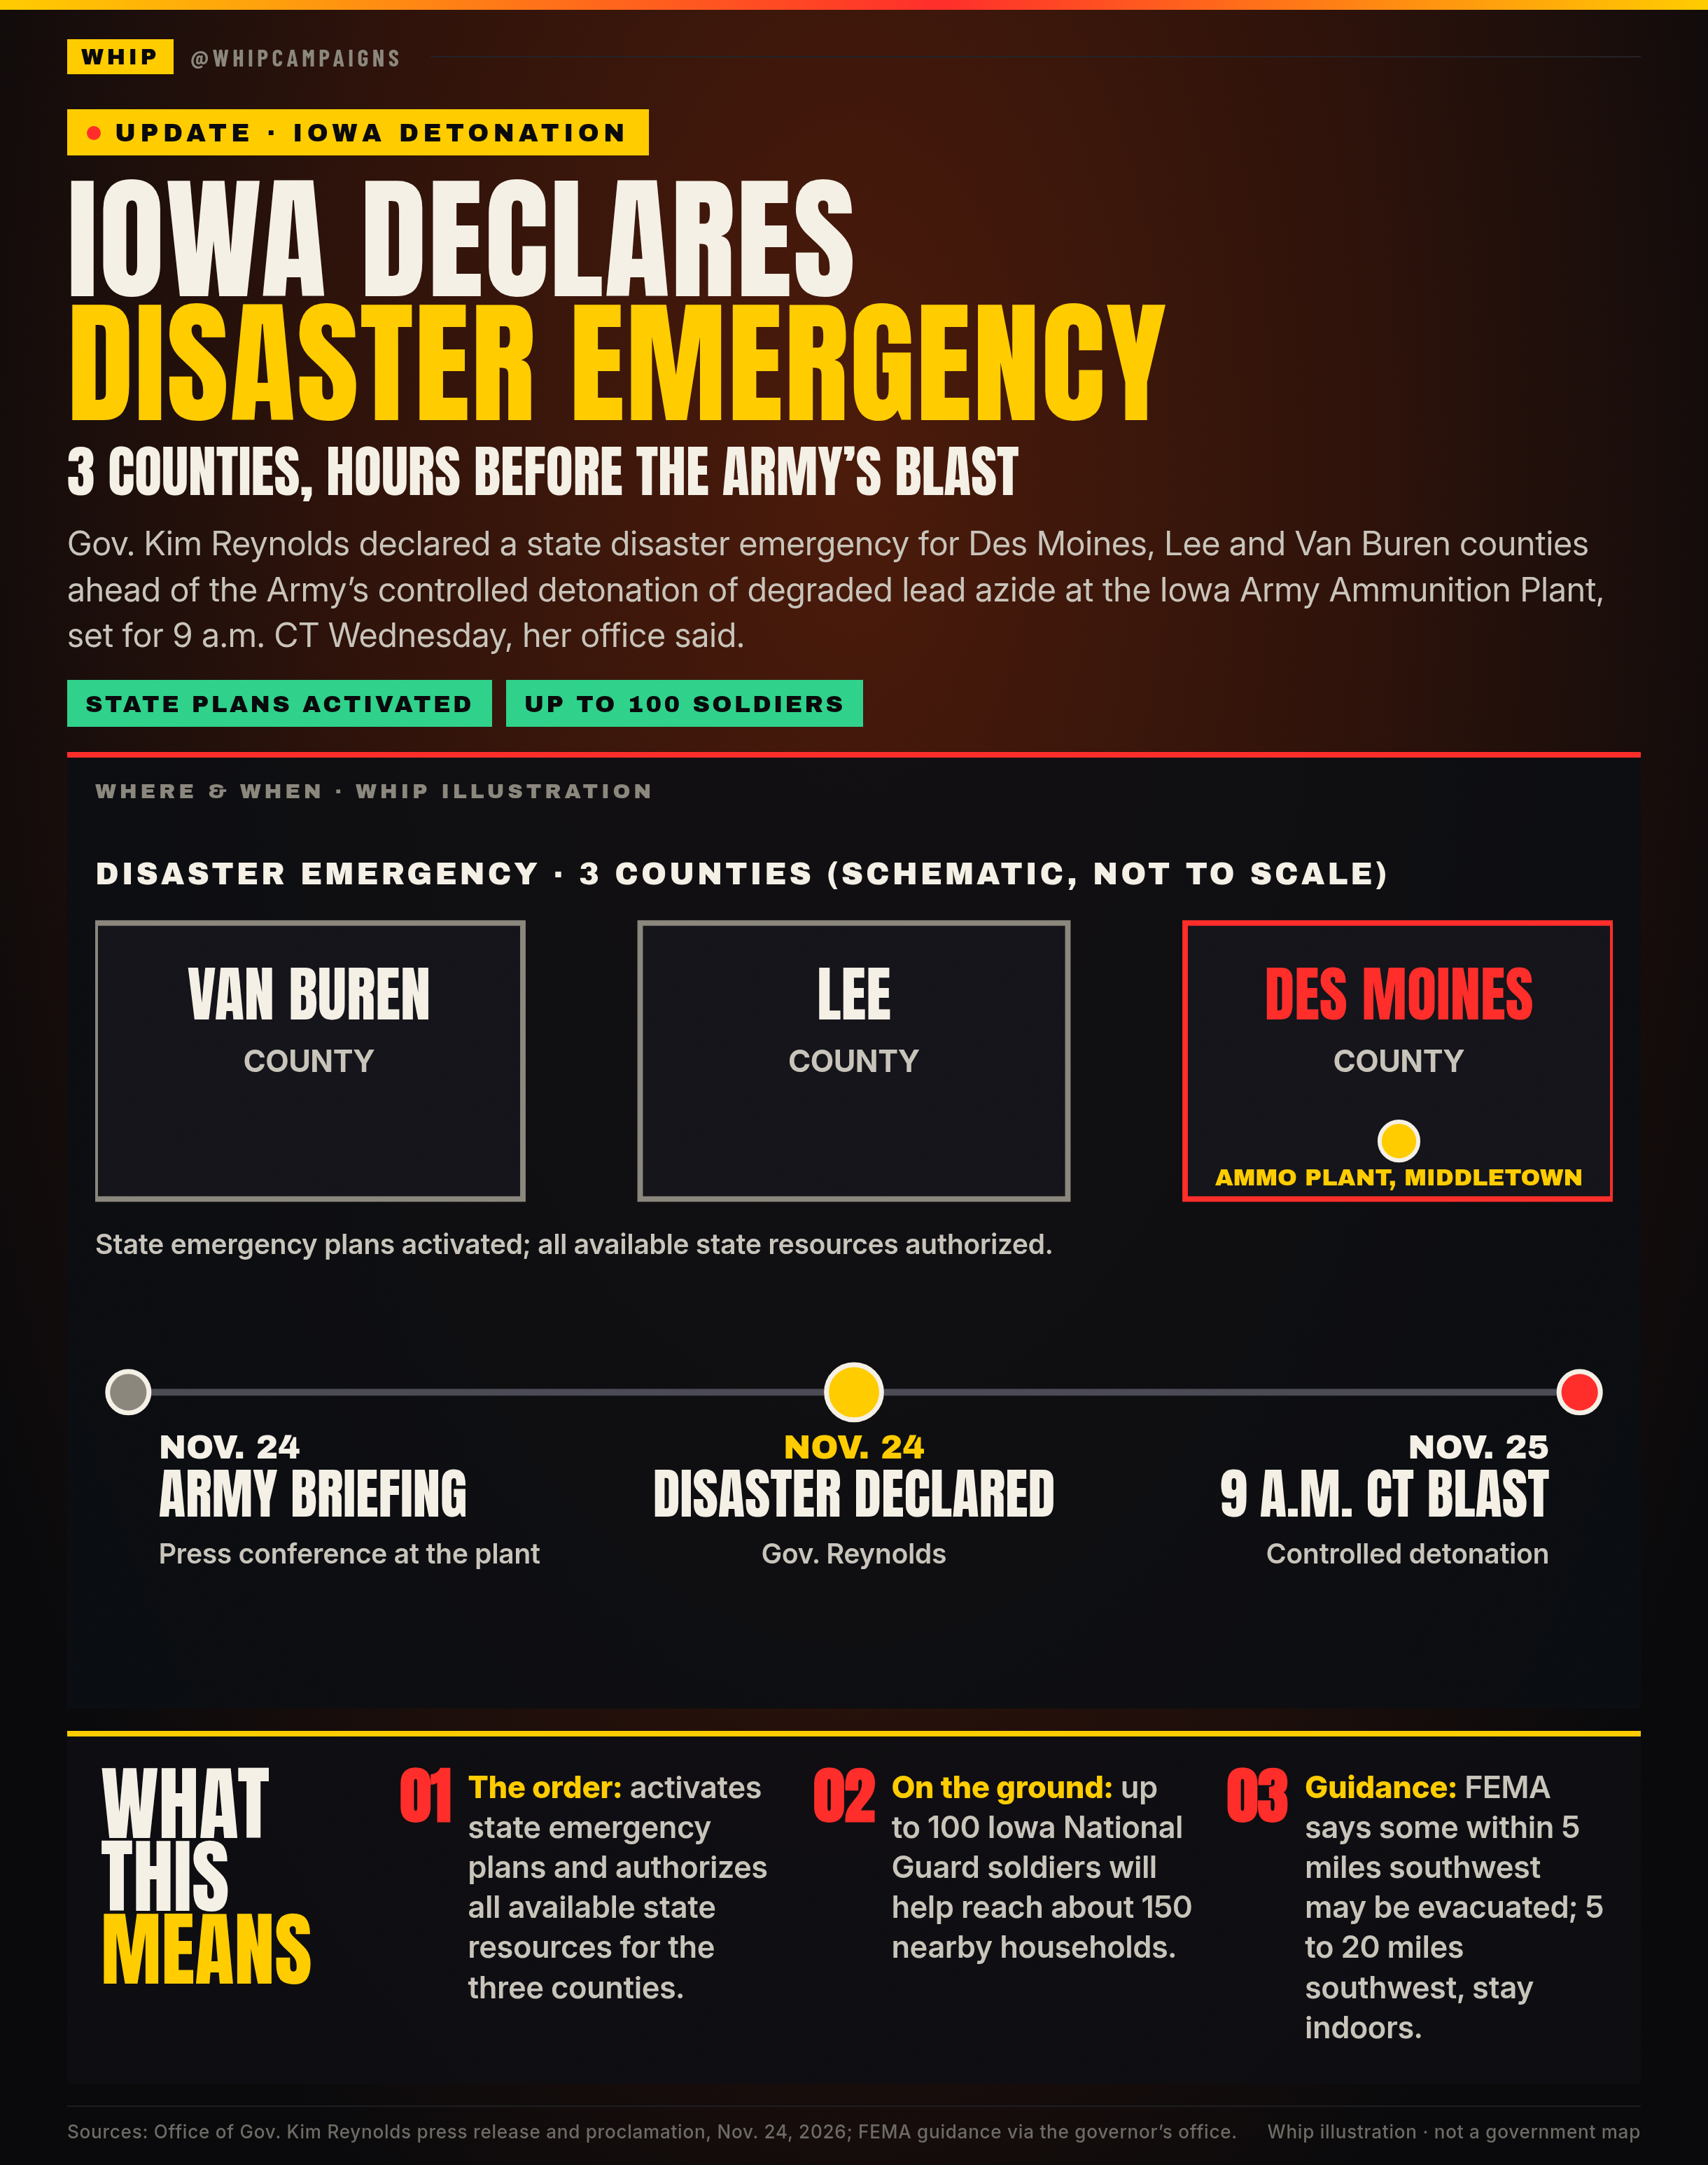 WHIP @WHIPCAMPAIGNS
UPDATE · IOWA DETONATION
IOWA DECLARES
DISASTER EMERGENCY
3 COUNTIES, HOURS BEFORE THE ARMY’S BLAST
Gov. Kim Reynolds declared a state disaster emergency for Des Moines, Lee and Van Buren counties
ahead of the Army’s controlled detonation of degraded lead azide at the Iowa Army Ammunition Plant,
set for 9 a.m. CT Wednesday, her office said.
STATE PLANS ACTIVATED
UP TO 100 SOLDIERS
WHERE & WHEN · WHIP ILLUSTRATION
DISASTER EMERGENCY · 3 COUNTIES (SCHEMATIC, NOT TO SCALE)
VAN BUREN
COUNTY
LEE
COUNTY
DES MOINES
COUNTY
AMMO PLANT, MIDDLETOWN
State emergency plans activated; all available state resources authorized.
NOV. 24
ARMY BRIEFING
Press conference at the plant
NOV. 24
DISASTER DECLARED
Gov. Reynolds
NOV. 25
9 A.M. CT BLAST
Controlled detonation
WHAT
THIS
MEANS
01
The order: activates
state emergency
plans and authorizes
all available state
resources for the
three counties.
02
On the ground: up
to 100 Iowa National
Guard soldiers will
help reach about 150
nearby households.
03
Guidance: FEMA
says some within 5
miles southwest
may be evacuated; 5
to 20 miles
southwest, stay
indoors.
Sources: Office of Gov. Kim Reynolds press release and proclamation, Nov. 24, 2026; FEMA guidance via the governor’s office.
Whip illustration · not a government map